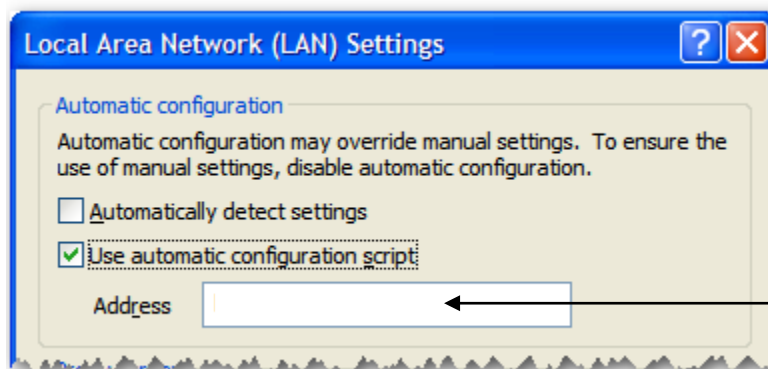 Local Area Network (LAN) Settings
Automatic configuration
Automatic configuration may override manual settings. To ensure the
use of manual settings, disable automatic configuration.
Automatically detect settings
Use automatic configuration script
Address